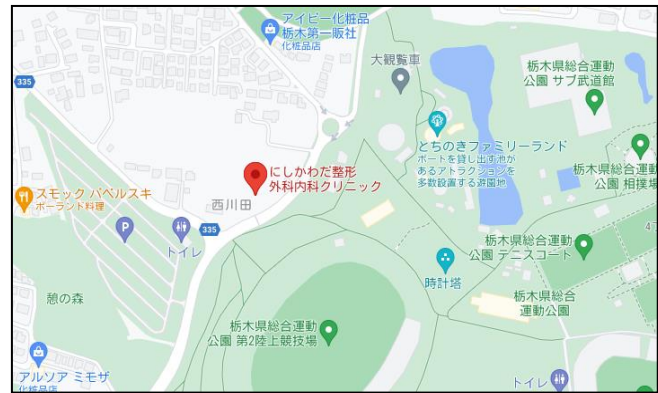 アイビー化粧品
栃木第一販社
化粧品店
大観覧車
栃木県総合運動
公園 サブ武道館
335
とちのきファミリーランド
ボートを貸し出す池が
あるアトラクションを
多数設置する遊園地
にしかわだ整形
外科内科クリニック
栃木県総合運動
公園 相撲場
スモック パベルスキ
ポーランド料理
西川田
P
335
トイレ
栃木県総合運動
公園 テニスコート
時計塔
憩の森
栃木県総合
運動公園
栃木県総合運動
公園 第2陸上競技場
アルソア ミモザ
化粧品店
トイレ